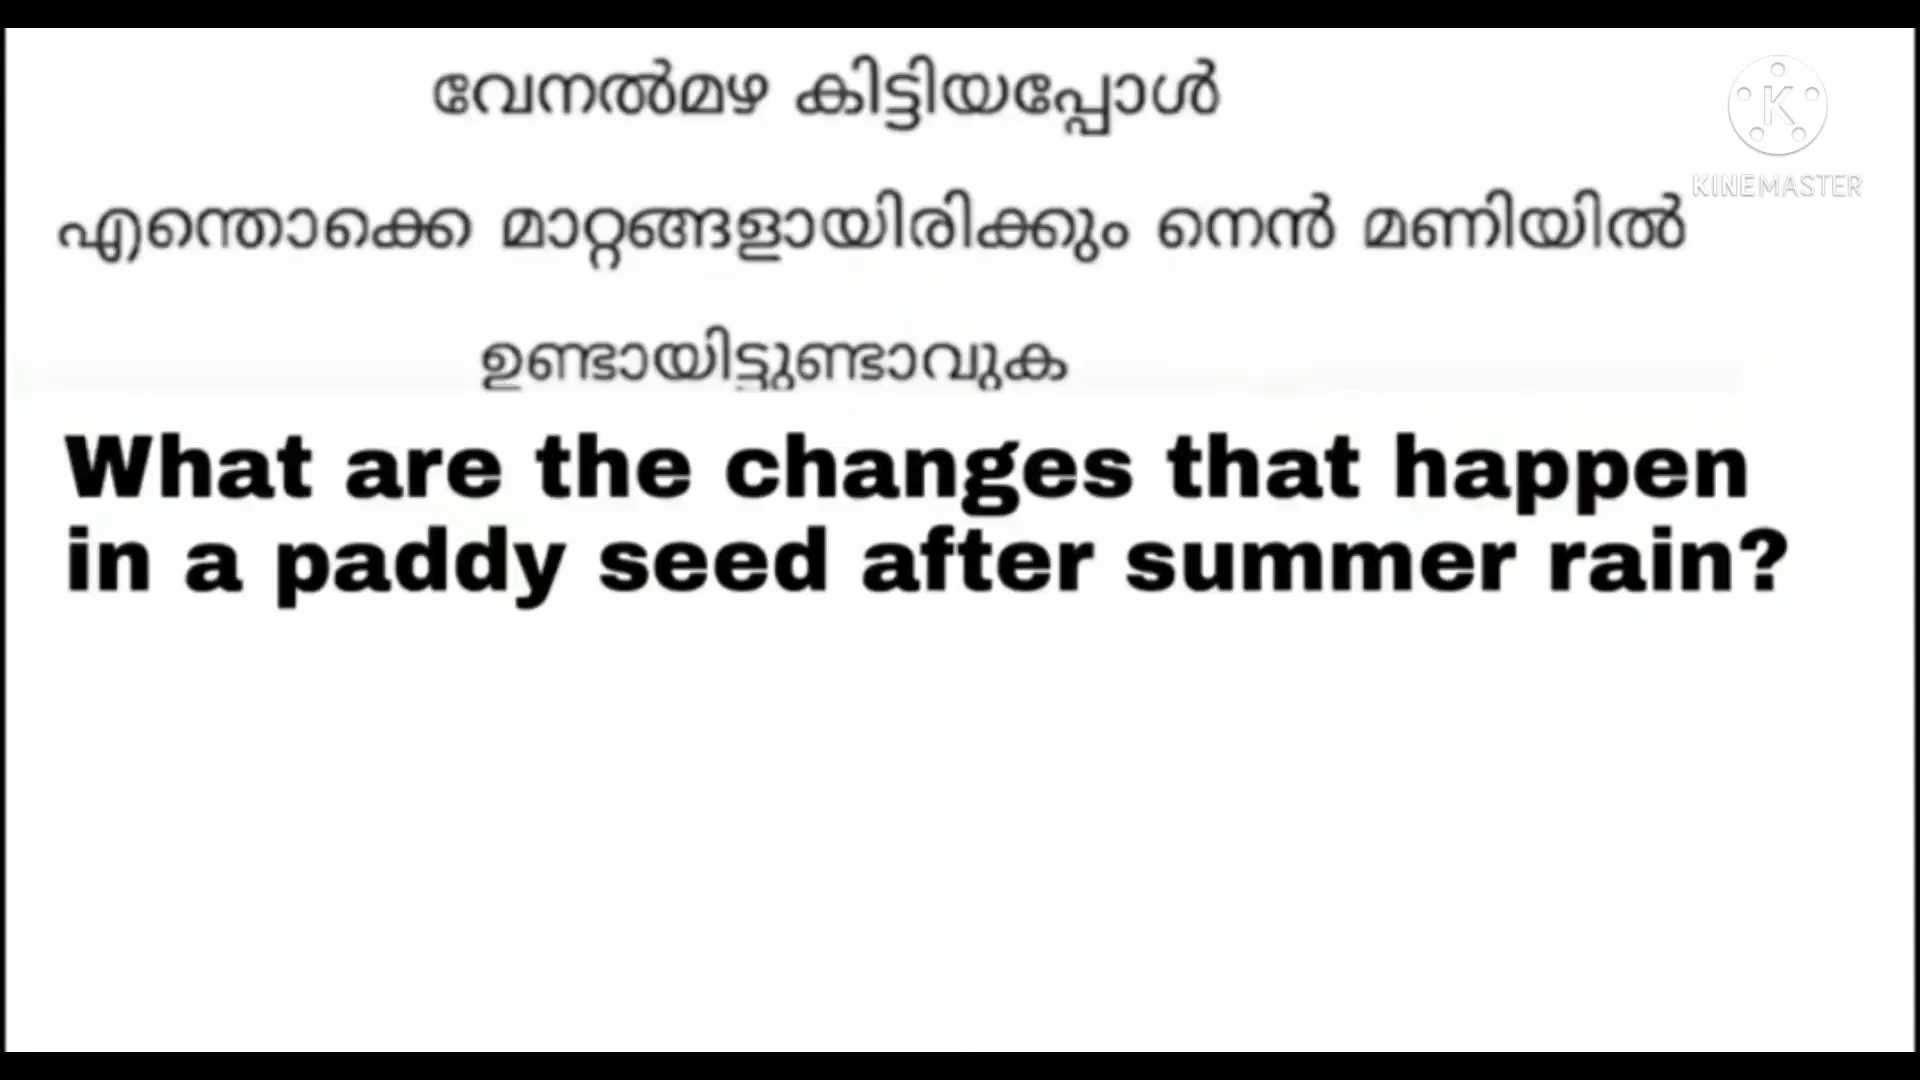 വേനൽമഴ കിട്ടിയപ്പോൾ
KINEMASTER
എന്തൊക്കെ മാറ്റങ്ങളായിരിക്കും നെൻ മണിയിൽ
ഉണ്ടായിട്ടുണ്ടാവുക
What are the changes that happen
in a paddy seed after summer rain?